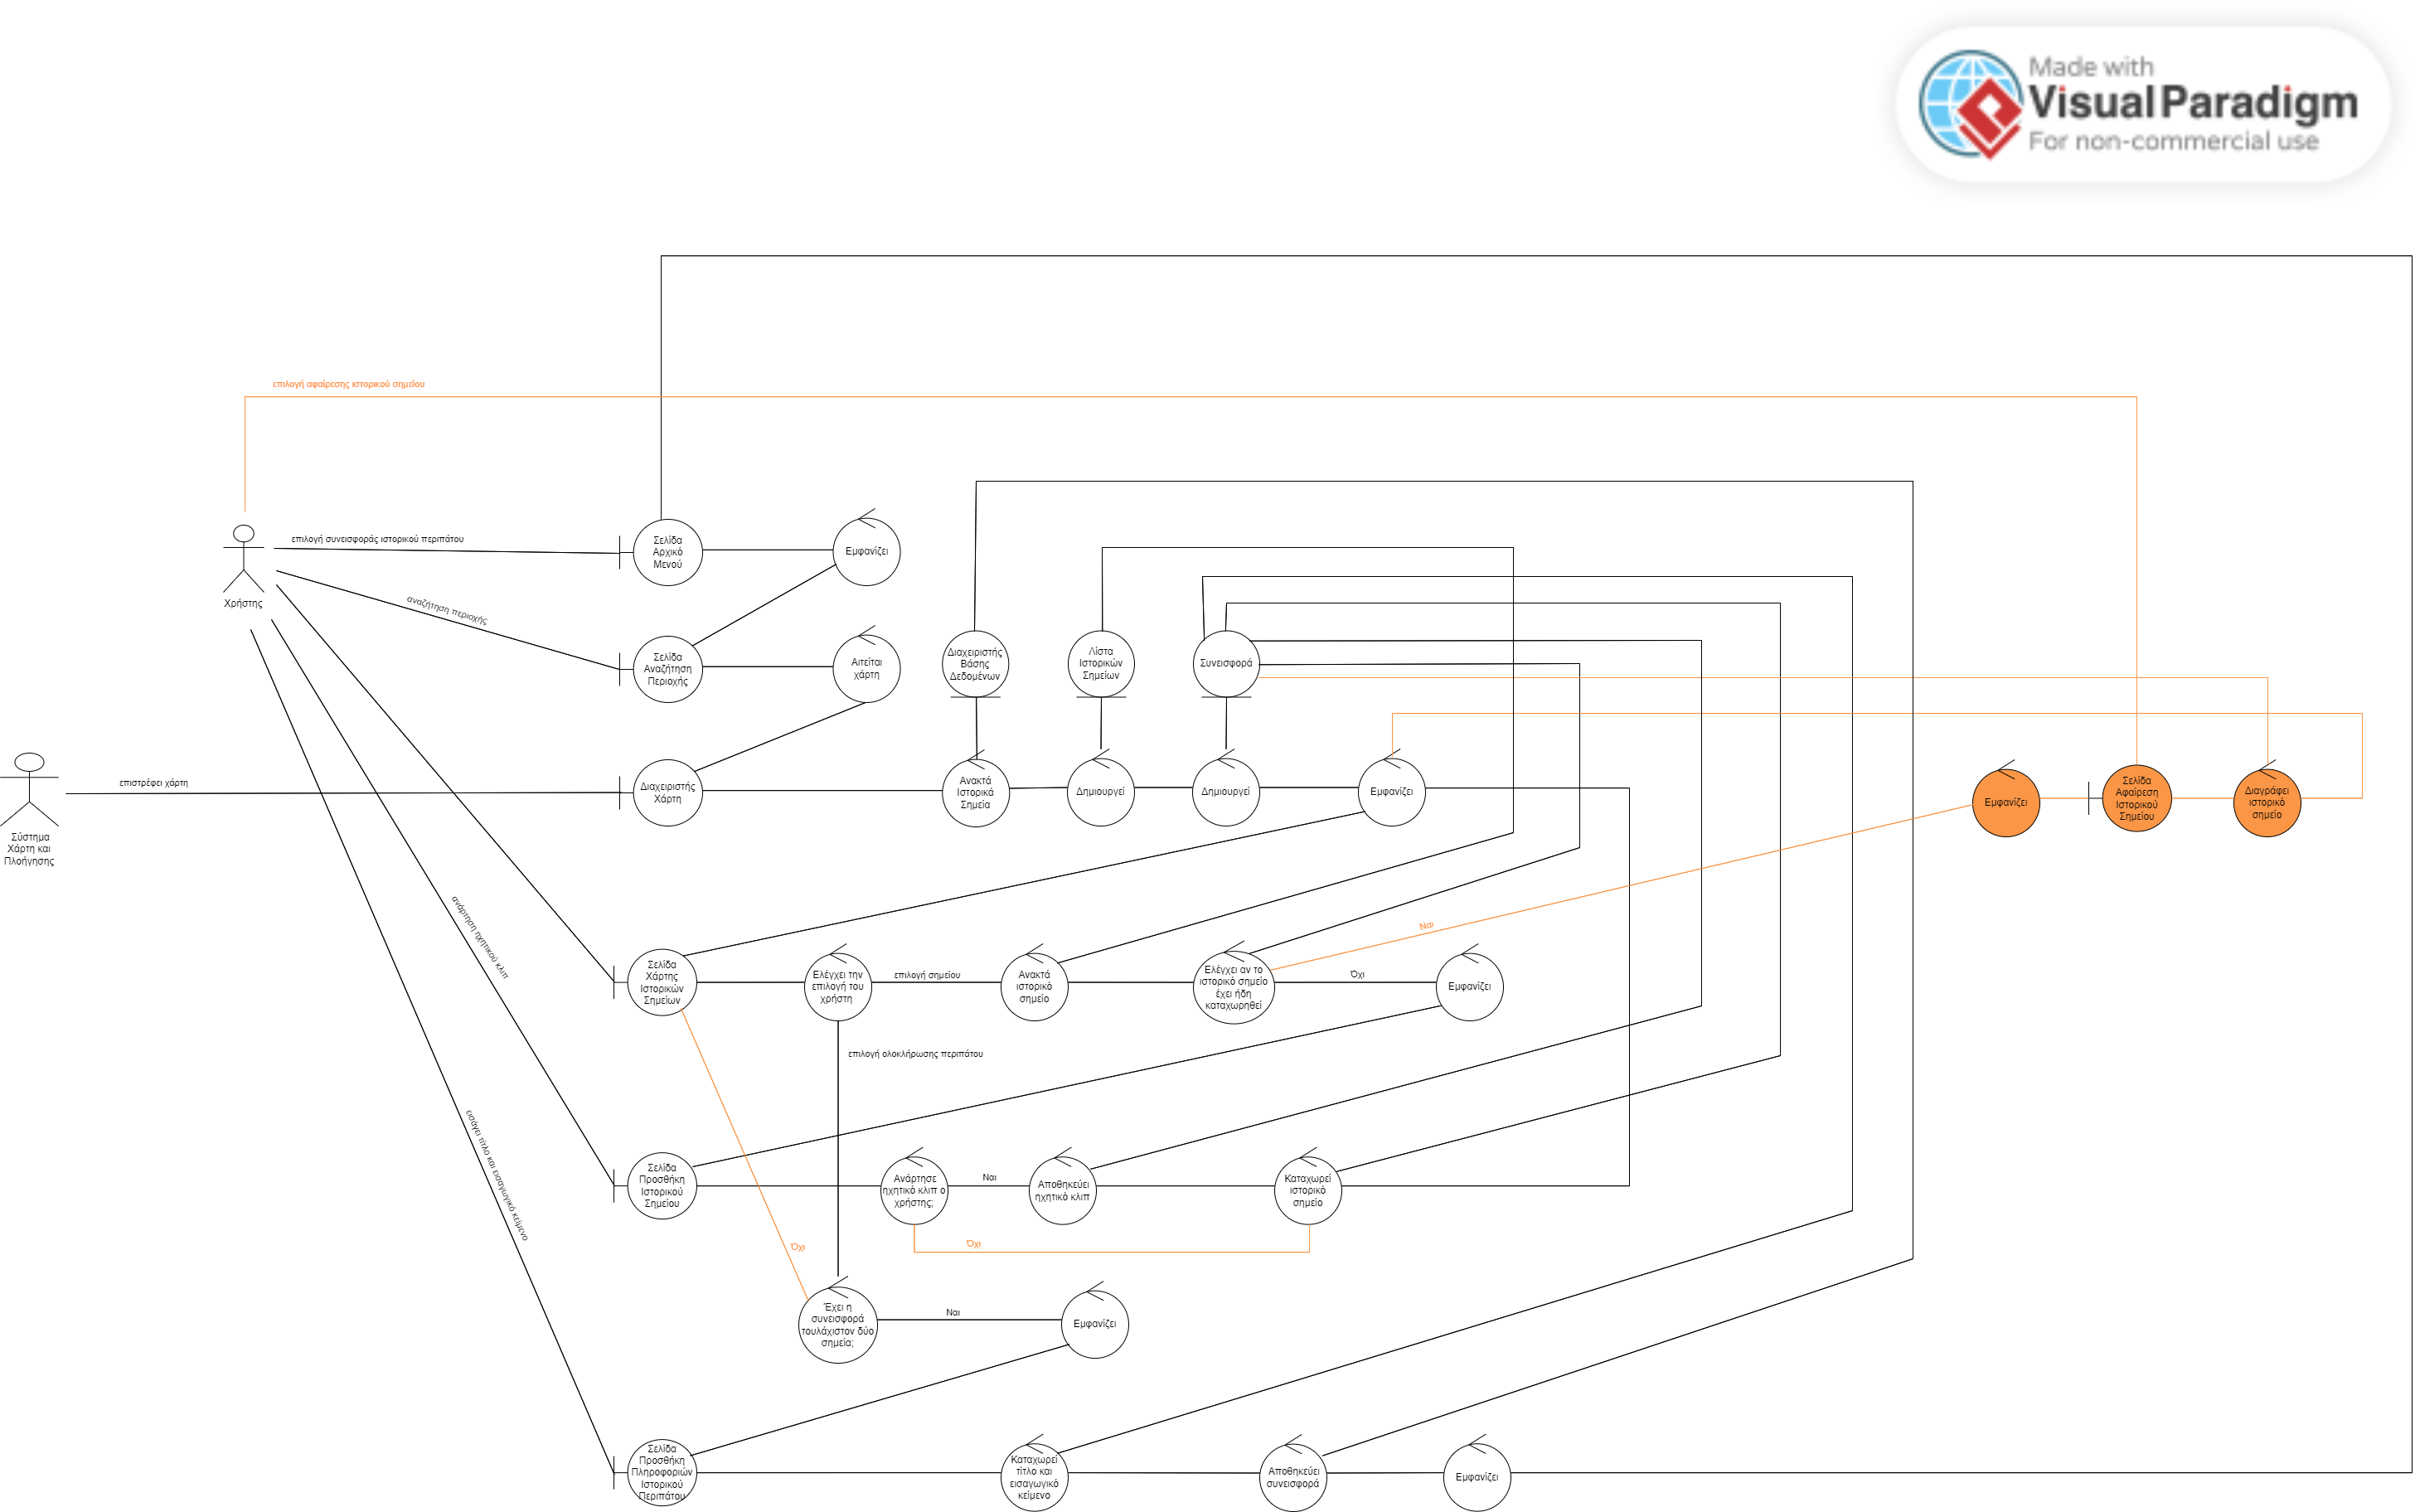 Made with
Visual Paradigm
For non-commercial use
επιλογή αφαίρεσης ιστορικού σημείου
επιλογή συνεισφοράς ιστορικού περιπάτου
Σελίδα
Αρχικό
Μενού
Εμφανίζει
Χρήστης
αναζήτηση περιοχής
Σελίδα
Αναζήτηση
Περιοχής
Αιτείται
χάρτη
Διαχειριστής
Βάσης
Δεδομένων
Λίστα
Ιστορικών
Σημείων
Συνεισφορά
επιστρέφει χάρτη
Σύστημα
Χάρτη και
Πλοήγησης
Διαχειριστής
Χάρτη
Ανακτά
Ιστορικά
Σημεία
Δημιουργεί
Δημιουργεί
Εμφανίζει
Εμφανίζει
Σελίδα
Αφαίρεση
Ιστορικού
Σημείου
Διαγράφει
ιστορικό
σημείο
ανάρτηση ηχητικού κλιπ
Ναι
Σελίδα
Χάρτης
Ιστορικών
Σημείων
Ελέγχει την
επιλογή του
χρήστη
επιλογή σημείου
Ανακτά
ιστορικό
σημείο
Ελέγχει αν το
ιστορικό σημείο
έχει ήδη
καταχωρηθεί
Όχι
Εμφανίζει
επιλογή ολοκλήρωσης περιπάτου
εισάγει τίτλο και εισαγωγικό κείμενο
Σελίδα
Προσθήκη
Ιστορικού
Σημείου
Ανάρτησε
ηχητικό κλιπ ο
χρήστης;
Ναι
Αποθηκεύει
ηχητικό κλιπ
Καταχωρεί
ιστορικό
σημείο
Όχι
Όχι
Έχει η
συνεισφορά
τουλάχιστον δύο
σημεία;
Ναι
Εμφανίζει
Σελίδα
Προσθήκη
Πληροφοριών
Ιστορικού
Περιπάτου
Καταχωρεί
τίτλο και
εισαγωγικό
κείμενο
Αποθηκεύει
συνεισφορά
Εμφανίζει